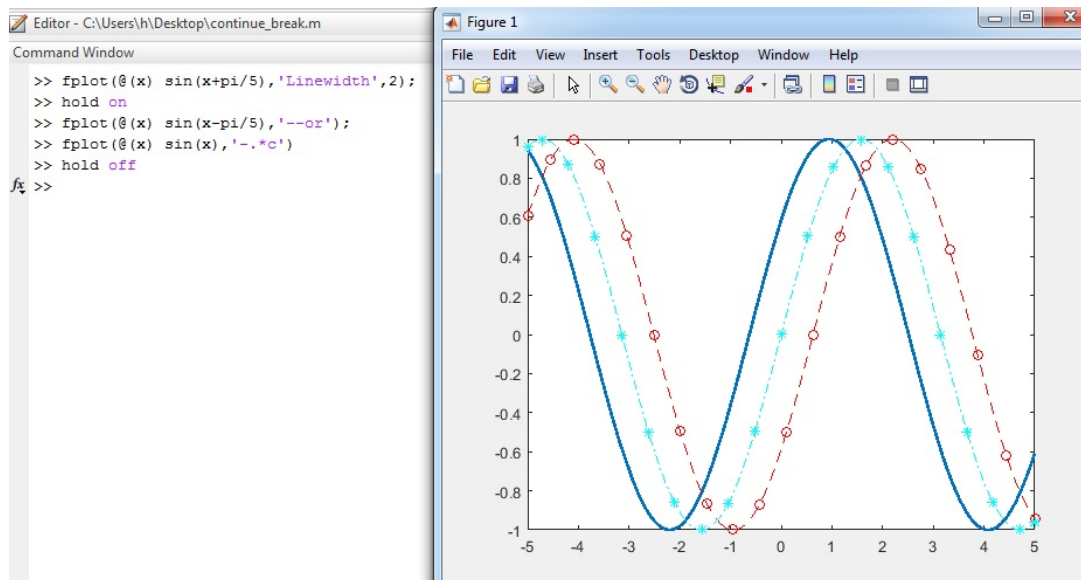 Editor - C:\Users\h\Desktop\continue_break.m
Command Window
>> fplot(@(x) sin(x+pi/5),'Linewidth',2);
>> hold on
>> fplot(@(x) sin(x-pi/5),'--or');
>> fplot(@(x) sin(x),'-.*c')
>> hold off
fx >>
Figure 1
File Edit View Insert Tools Desktop Window Help
1
0.8
0.6
0.4
0.2
0
-0.2
-0.4
-0.6
-0.8
-1
-5 -4 -3 -2 -1 0 1 2 3 4 5